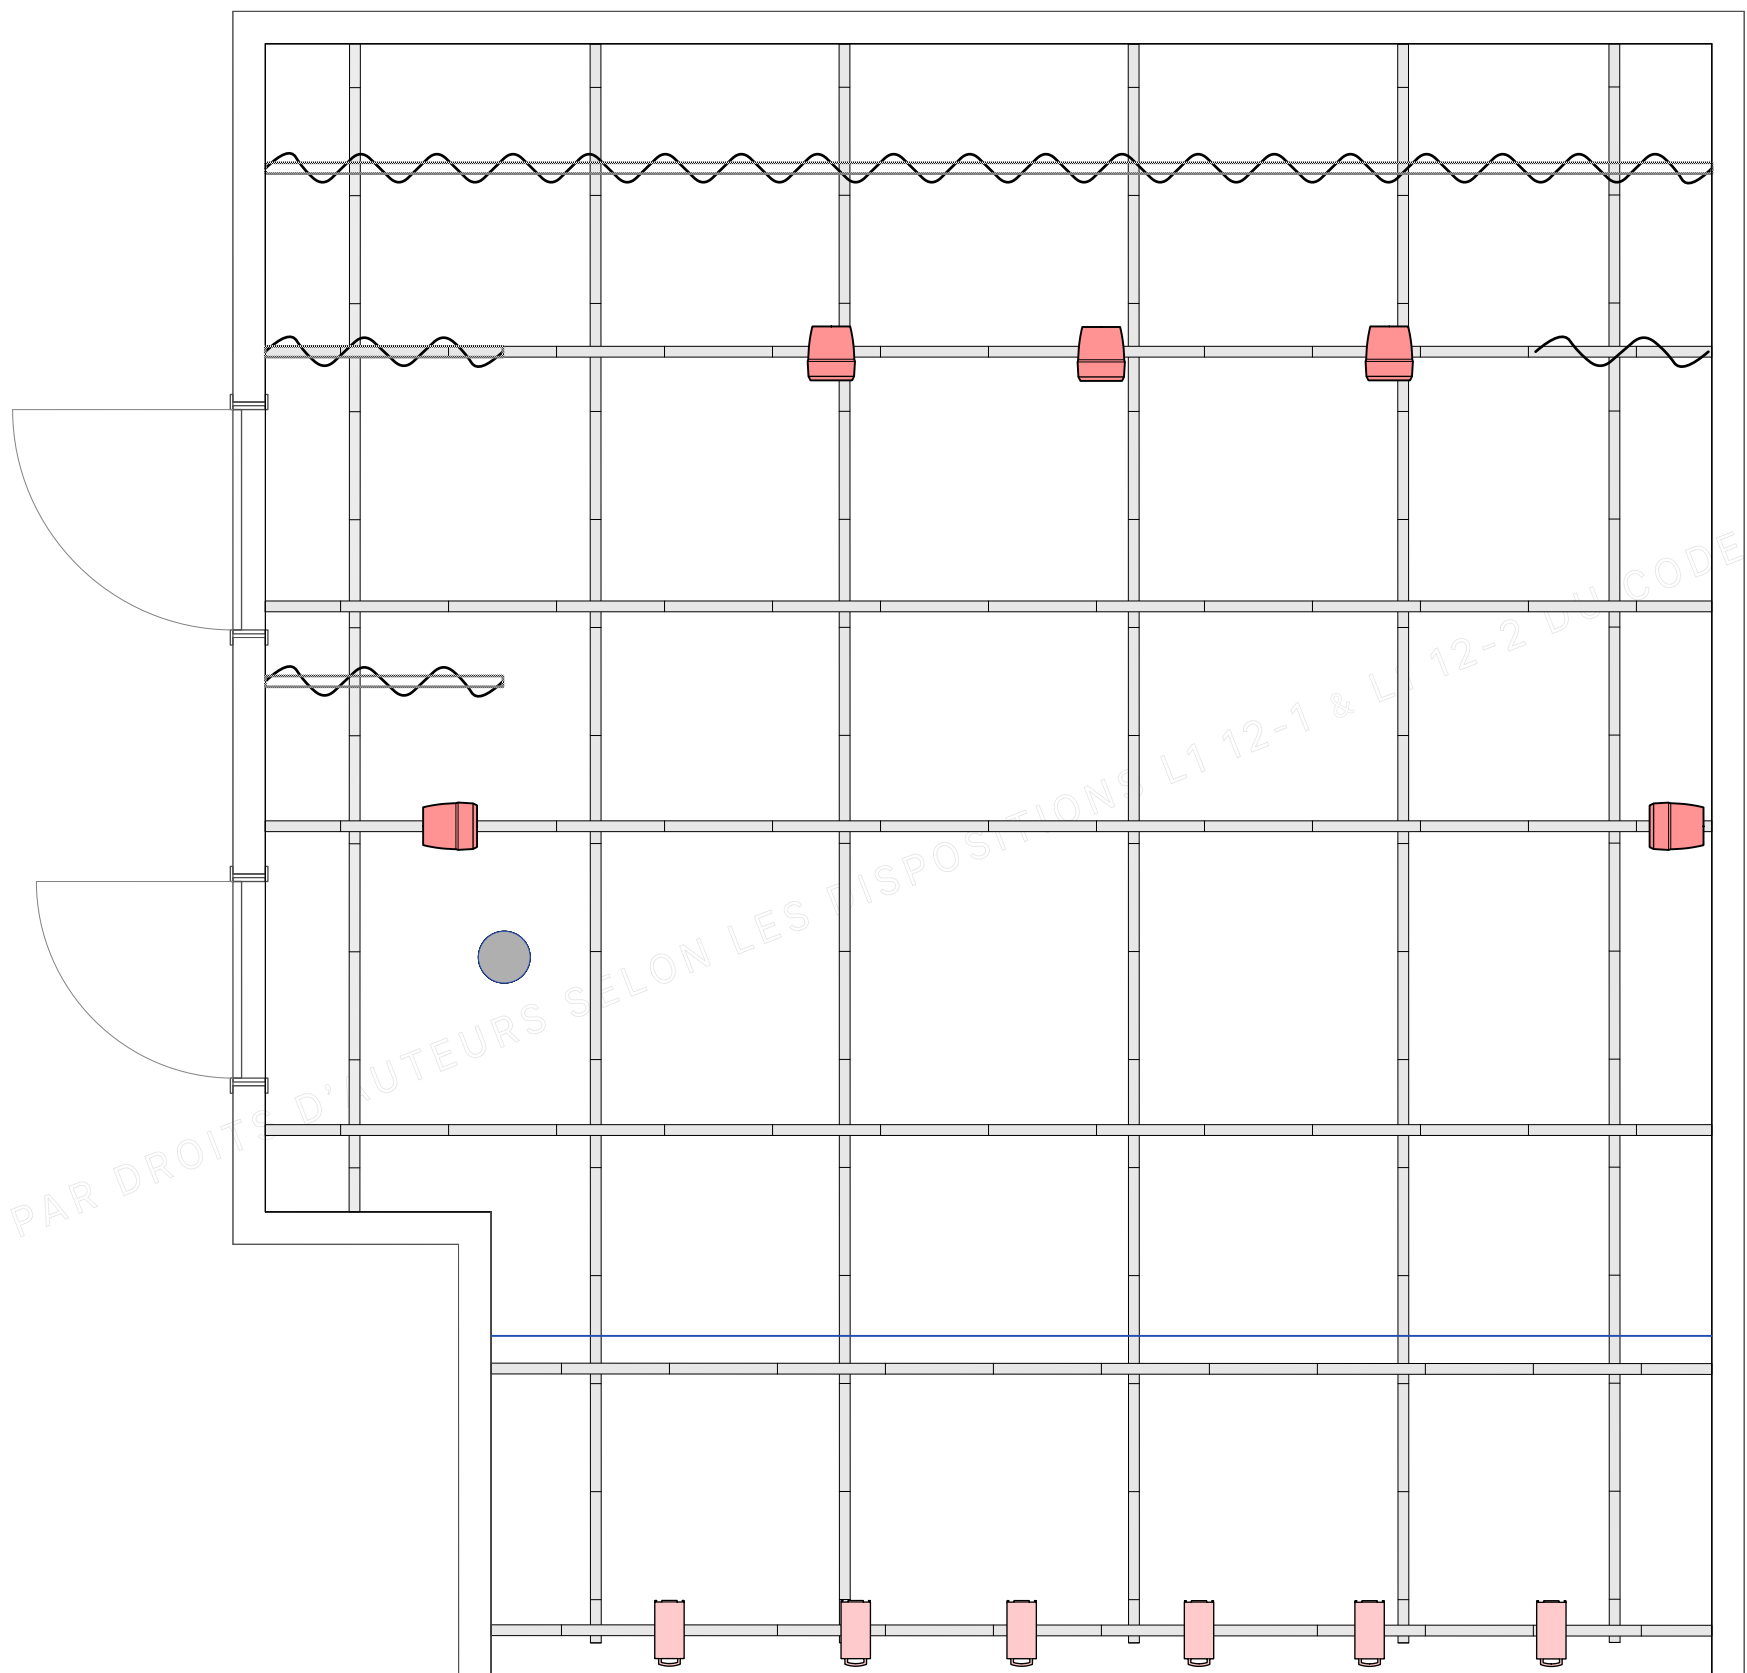 PAR DROITS D’AUTEURS SELON LES DISPOSITIONS L1 12-1 & L1 12-2 DU CODE